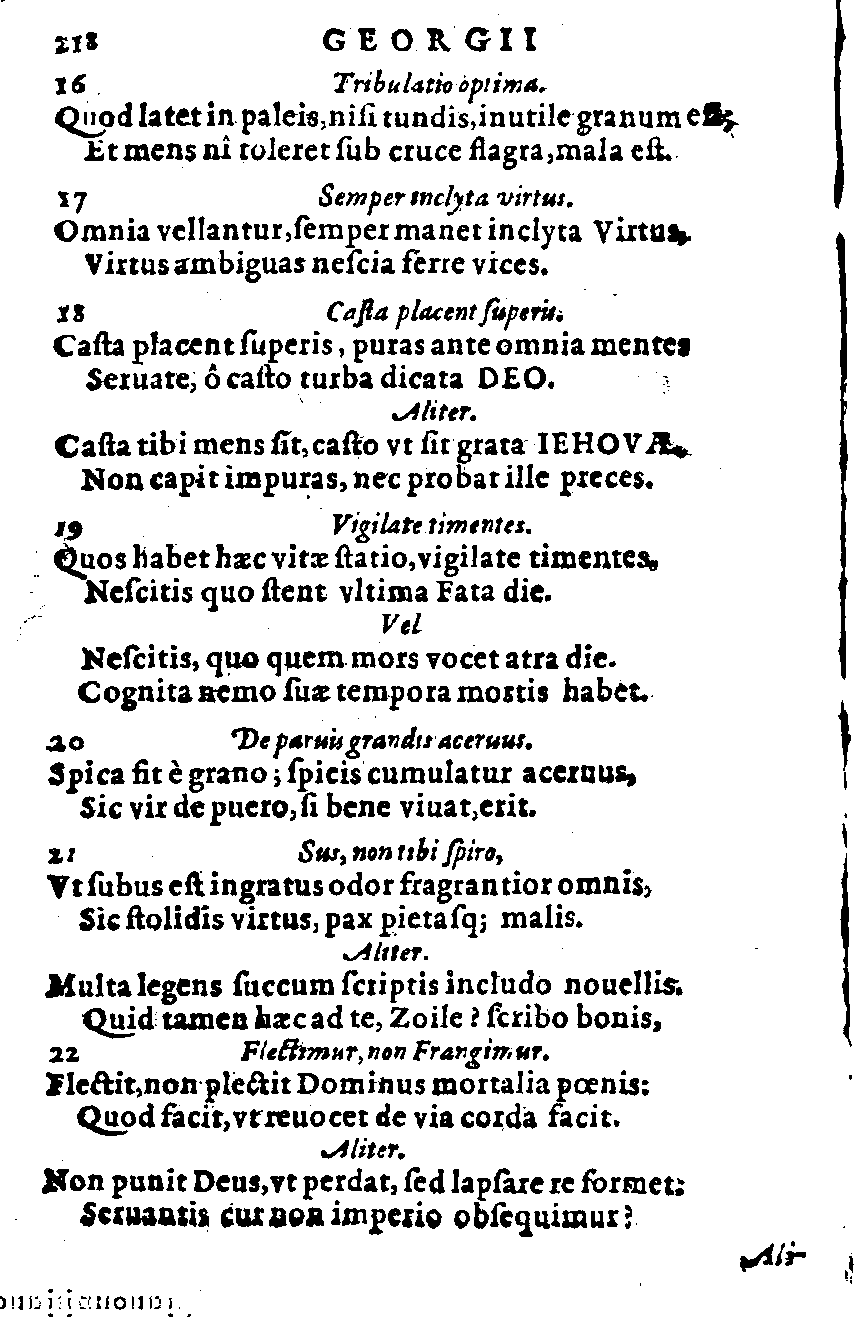 218 GEORGII
16 Tribulatio optima.
Quod latet in paleis, niſi tundis, inutile granum eſt;
Et mens nî toleret ſub cruce flagra, mala eſt.
17 Semper inclyta virtus.
Omnia vellantur, ſemper manet inclyta Virtus,
Virtus ambiguas neſcia ferre vices.
18 Caſta placent ſuperis.
Caſta placent ſuperis, puras ante omnia mentes
Seruate, ô caſto turba dicata DEO.
Aliter.
Caſta tibi mens ſit, caſto vt ſit grata IEHOVÆ,
Non capit impuras, nec probat ille preces.
19 Vigilate timentes.
Quos habet hæc vitæ ſtatio, vigilate timentes,
Neſcitis quo ſtent vltima Fata die.
Vel
Neſcitis, quo quem mors vocet atra die.
Cognita nemo ſuæ tempora mortis habet.
20 De paruis grandis aceruus.
Spica fit è grano; ſpicis cumulatur aceruus,
Sic vir de puero, ſi bene viuat, erit.
21 Sus, non tibi ſpiro,
Vt ſubus eſt ingratus odor fragrantior omnis,
Sic ſtolidis virtus, pax pietaſq; malis.
Aliter.
Multa legens ſuccum ſcriptis includo nouellis.
Quid tamen hæc ad te, Zoile? ſcribo bonis,
22 Flectimur, non Frangimur.
Flectit, non plectit Dominus mortalia pœnis:
Quod facit, vt reuocet de via corda facit.
Aliter.
Non punit Deus, vt perdat, ſed lapſare re formet:
Seruantis cur non imperio obſequimur?
Ali-